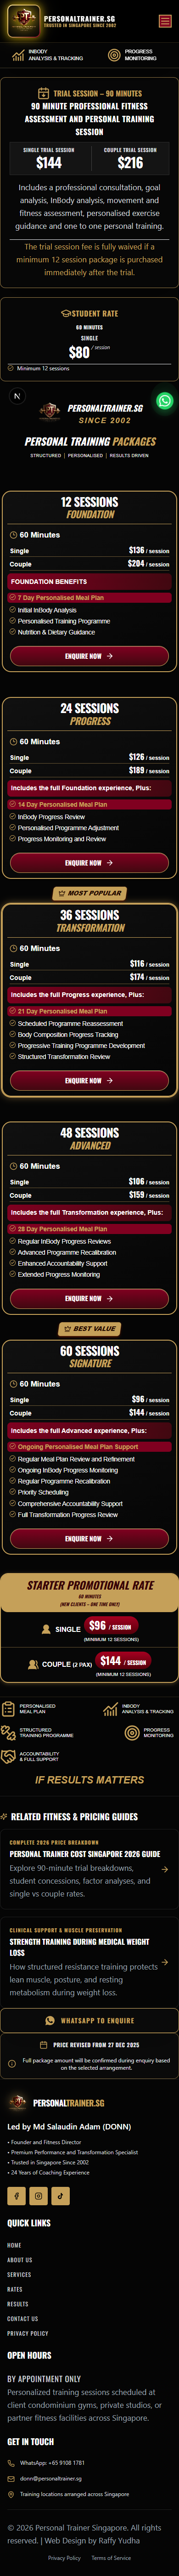 PERSONALTRAINER.SG
TRUSTED IN SINGAPORE SINCE 2002
INBODY
ANALYSIS & TRACKING
PROGRESS
MONITORING
TRIAL SESSION – 90 MINUTES
90 MINUTE PROFESSIONAL FITNESS
ASSESSMENT AND PERSONAL TRAINING
SESSION
SINGLE TRIAL SESSION
$144
COUPLE TRIAL SESSION
$216
Includes a professional consultation, goal
analysis, InBody analysis, movement and
fitness assessment, personalised exercise
guidance and one to one personal training.
The trial session fee is fully waived if a
minimum 12 session package is purchased
immediately after the trial.
STUDENT RATE
60 MINUTES
SINGLE
$80 / session
Minimum 12 sessions
N
PERSONALTRAINER.SG
SINCE 2002
PERSONAL TRAINING PACKAGES
STRUCTURED | PERSONALISED | RESULTS DRIVEN
12 SESSIONS
FOUNDATION
60 Minutes
Single $136 / session
Couple $204 / session
FOUNDATION BENEFITS
7 Day Personalised Meal Plan
Initial InBody Analysis
Personalised Training Programme
Nutrition & Dietary Guidance
ENQUIRE NOW →
24 SESSIONS
PROGRESS
60 Minutes
Single $126 / session
Couple $189 / session
Includes the full Foundation experience, Plus:
14 Day Personalised Meal Plan
InBody Progress Review
Personalised Programme Adjustment
Progress Monitoring and Review
ENQUIRE NOW →
MOST POPULAR
36 SESSIONS
TRANSFORMATION
60 Minutes
Single $116 / session
Couple $174 / session
Includes the full Progress experience, Plus:
21 Day Personalised Meal Plan
Scheduled Programme Reassessment
Body Composition Progress Tracking
Progressive Training Programme Development
Structured Transformation Review
ENQUIRE NOW →
48 SESSIONS
ADVANCED
60 Minutes
Single $106 / session
Couple $159 / session
Includes the full Transformation experience, Plus:
28 Day Personalised Meal Plan
Regular InBody Progress Reviews
Advanced Programme Recalibration
Enhanced Accountability Support
Extended Progress Monitoring
ENQUIRE NOW →
BEST VALUE
60 SESSIONS
SIGNATURE
60 Minutes
Single $96 / session
Couple $144 / session
Includes the full Advanced experience, Plus:
Ongoing Personalised Meal Plan Support
Regular Meal Plan Review and Refinement
Ongoing InBody Progress Monitoring
Regular Programme Recalibration
Priority Scheduling
Comprehensive Accountability Support
Full Transformation Progress Review
ENQUIRE NOW →
STARTER PROMOTIONAL RATE
60 MINUTES
(NEW CLIENTS – ONE TIME ONLY)
SINGLE $96 / SESSION
(MINIMUM 12 SESSIONS)
COUPLE (2 PAX) $144 / SESSION
(MINIMUM 12 SESSIONS)
PERSONALISED
MEAL PLAN
INBODY
ANALYSIS & TRACKING
STRUCTURED
TRAINING PROGRAMME
PROGRESS
MONITORING
ACCOUNTABILITY
& FULL SUPPORT
IF RESULTS MATTERS
RELATED FITNESS & PRICING GUIDES
COMPLETE 2026 PRICE BREAKDOWN
PERSONAL TRAINER COST SINGAPORE 2026 GUIDE
Explore 90-minute trial breakdowns,
student concessions, factor analyses, and
single vs couple rates.
CLINICAL SUPPORT & MUSCLE PRESERVATION
STRENGTH TRAINING DURING MEDICAL WEIGHT
LOSS
How structured resistance training protects
lean muscle, posture, and resting
metabolism during weight loss.
WHATSAPP TO ENQUIRE
PRICE REVISED FROM 27 DEC 2025
Full package amount will be confirmed during enquiry based
on the selected arrangement.
PERSONALTRAINER.SG
Led by Md Saladin Adam (DONN)
• Founder and Fitness Director
• Premium Performance and Transformation Specialist
• Trusted in Singapore Since 2002
• 24 Years of Coaching Experience
QUICK LINKS
HOME
ABOUT US
SERVICES
RATES
RESULTS
CONTACT US
PRIVACY POLICY
OPEN HOURS
BY APPOINTMENT ONLY
Personalized training sessions scheduled at
client condominium gyms, private studios, or
partner fitness facilities across Singapore.
GET IN TOUCH
WhatsApp: +65 9108 1781
donn@personaltrainer.sg
Training locations arranged across Singapore
© 2026 Personal Trainer Singapore. All rights
reserved. | Web Design by Raffy Yudha
Privacy Policy Terms of Service